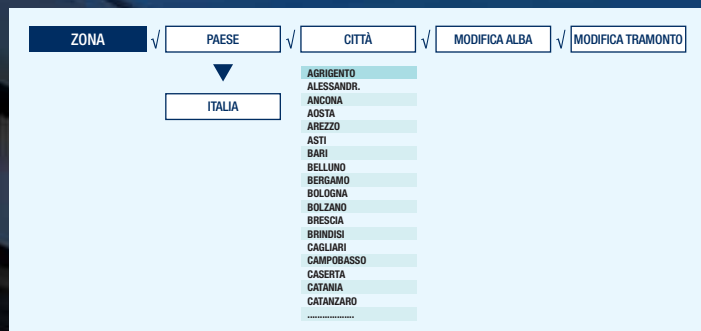 ZONA √ PAESE √ CITTÀ √ MODIFICA ALBA √ MODIFICA TRAMONTO
ITALIA
AGRIGENTO
ALESSANDR.
ANCONA
AOSTA
AREZZO
ASTI
BARI
BELLUNO
BERGAMO
BOLOGNA
BOLZANO
BRESCIA
BRINDISI
CAGLIARI
CAMPOBASSO
CASERTA
CATANIA
CATANZARO
..................